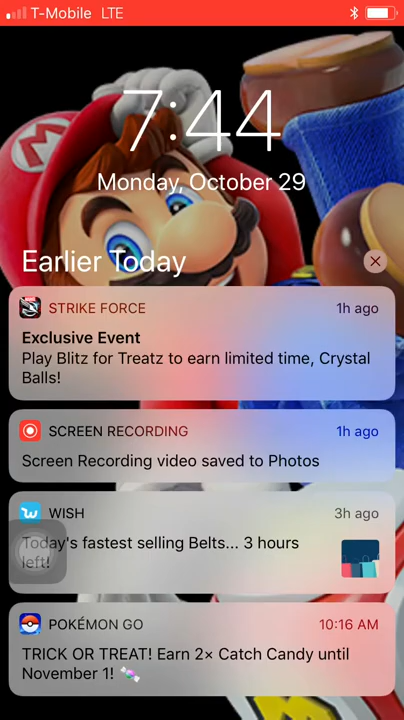 T-Mobile LTE
7:44
Monday, October 29
Earlier Today
STRIKE FORCE 1h ago
Exclusive Event
Play Blitz for Treatz to earn limited time, Crystal
Balls!
SCREEN RECORDING 1h ago
Screen Recording video saved to Photos
WISH 3h ago
Today's fastest selling Belts... 3 hours
left!
POKÉMON GO 10:16 AM
TRICK OR TREAT! Earn 2× Catch Candy until
November 1! 🍬